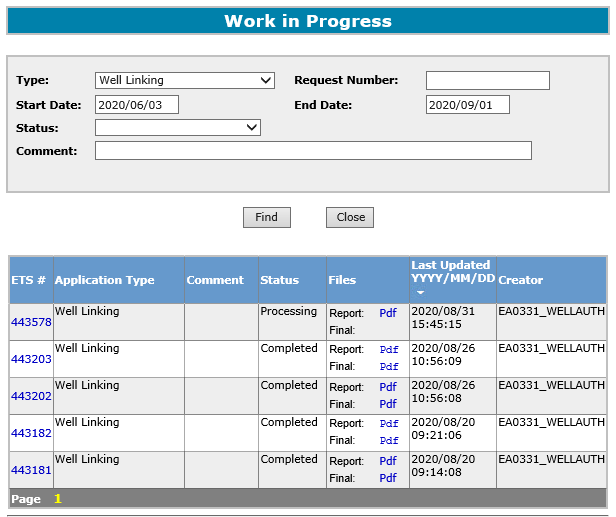 Work in Progress
Type: Well Linking Request Number:
Start Date: 2020/06/03 End Date: 2020/09/01
Status:
Comment:
Find Close
Last Updated
ETS # Application Type Comment Status Files YYYY/MM/DD Creator
Well Linking Processing Report: Pdf 2020/08/31 EA0331_WELLAUTH
443578 Final: 15:45:15
Well Linking Completed Report: Pdf 2020/08/26 EA0331_WELLAUTH
443203 Final: Pdf 10:56:09
Well Linking Completed Report: Pdf 2020/08/26 EA0331_WELLAUTH
443202 Final: Pdf 10:56:08
Well Linking Completed Report: Pdf 2020/08/20 EA0331_WELLAUTH
443182 Final: Pdf 09:21:06
Well Linking Completed Report: Pdf 2020/08/20 EA0331_WELLAUTH
443181 Final: Pdf 09:14:08
Page 1